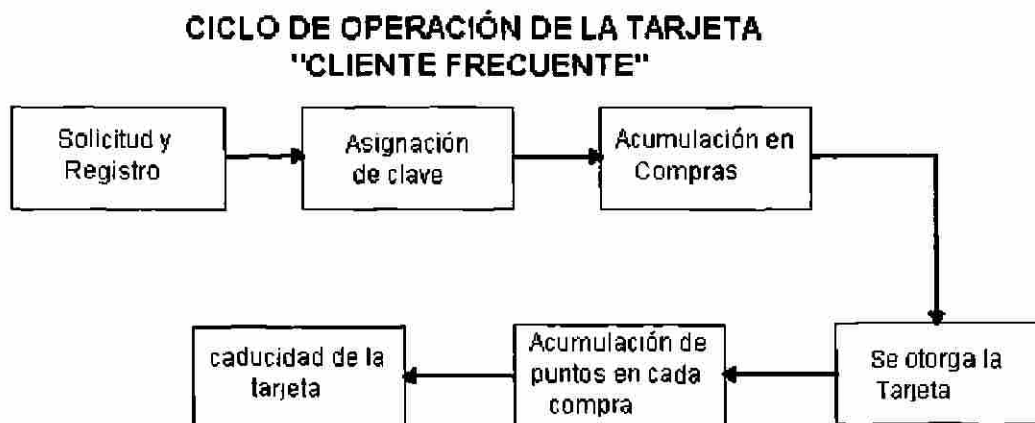 CICLO DE OPERACIÓN DE LA TARJETA
"CLIENTE FRECUENTE"
Solicitud y
Registro
Asignación
de clave
Acumulación en
Compras
Se otorga la
Tarjeta
Acumulación de
puntos en cada
compra
caducidad de la
tarjeta